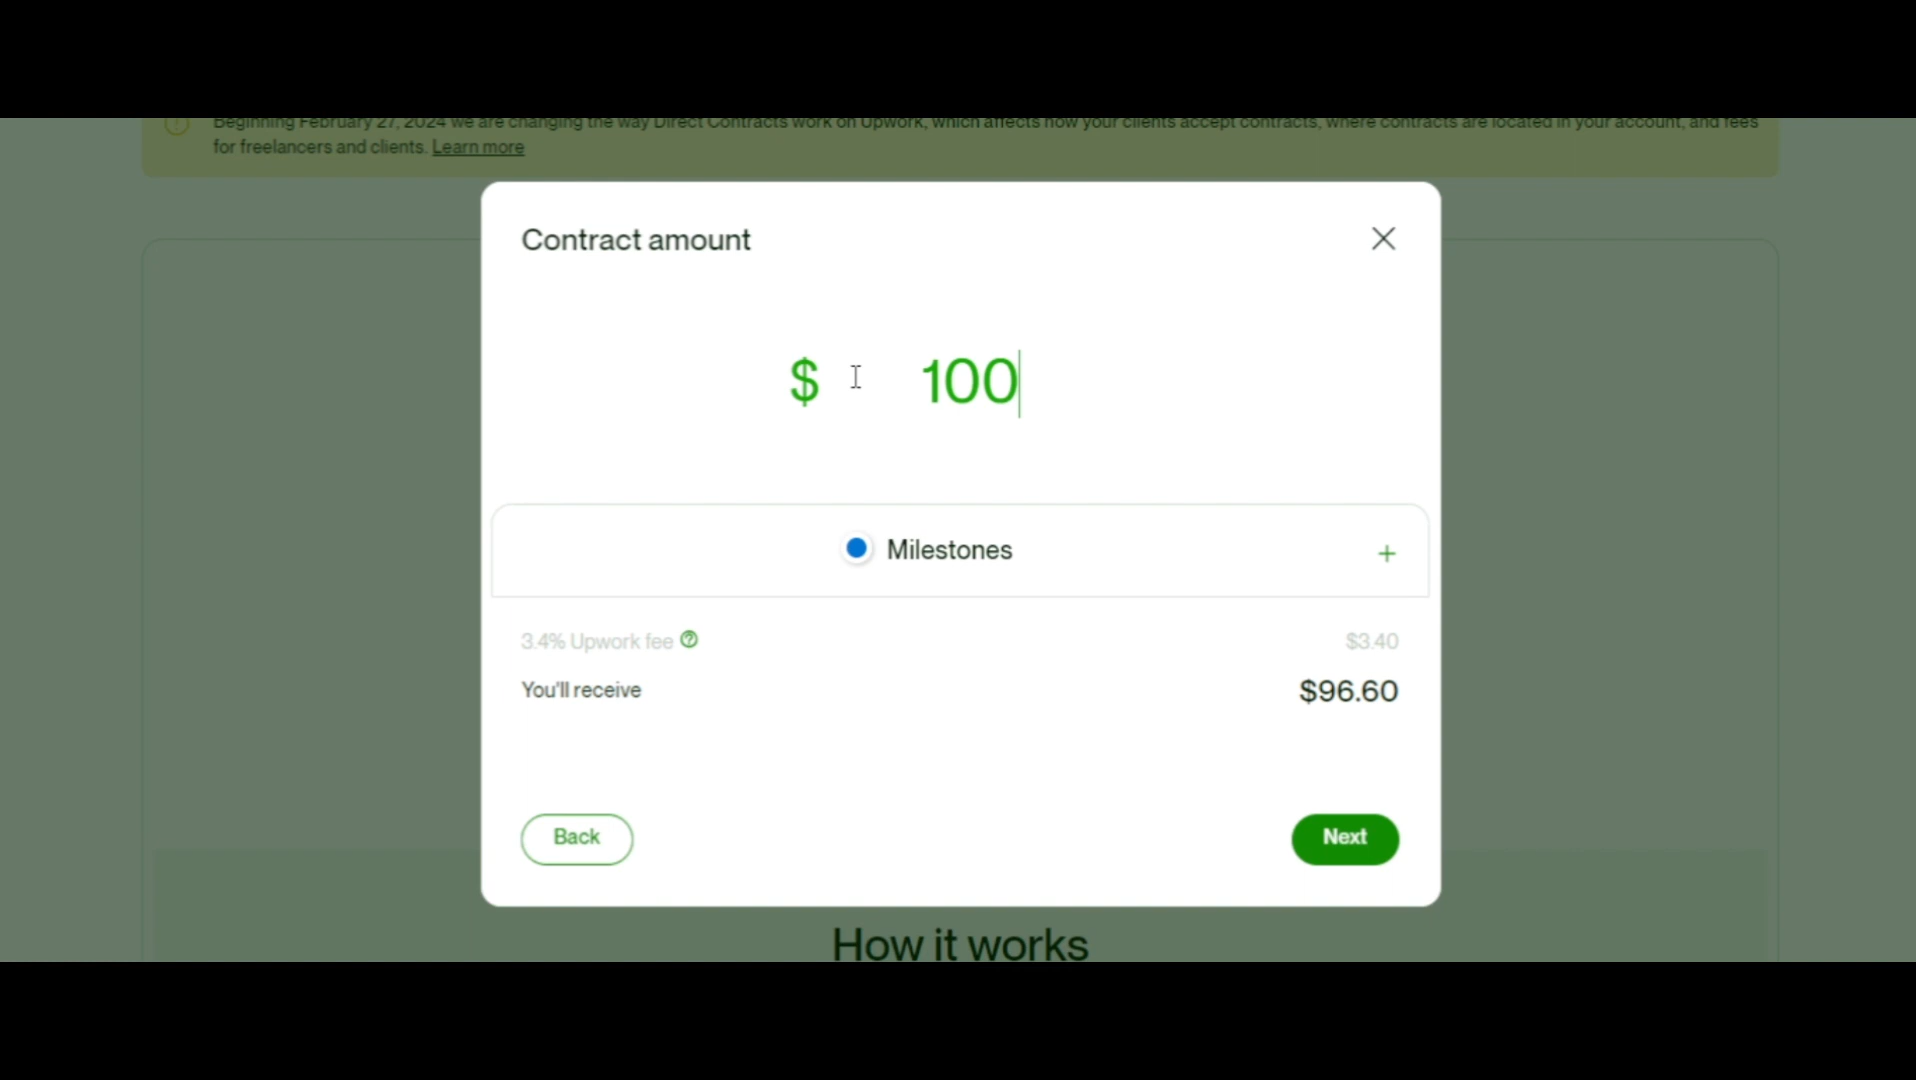 Beginning February 27, 2024 we are changing the way Direct Contracts work on Upwork, which affects how your clients accept contracts, where contracts are located in your account, and fees
for freelancers and clients. Learn more
Contract amount
$ 100
Milestones +
3.4% Upwork fee $3.40
You'll receive $96.60
Back Next
How it works